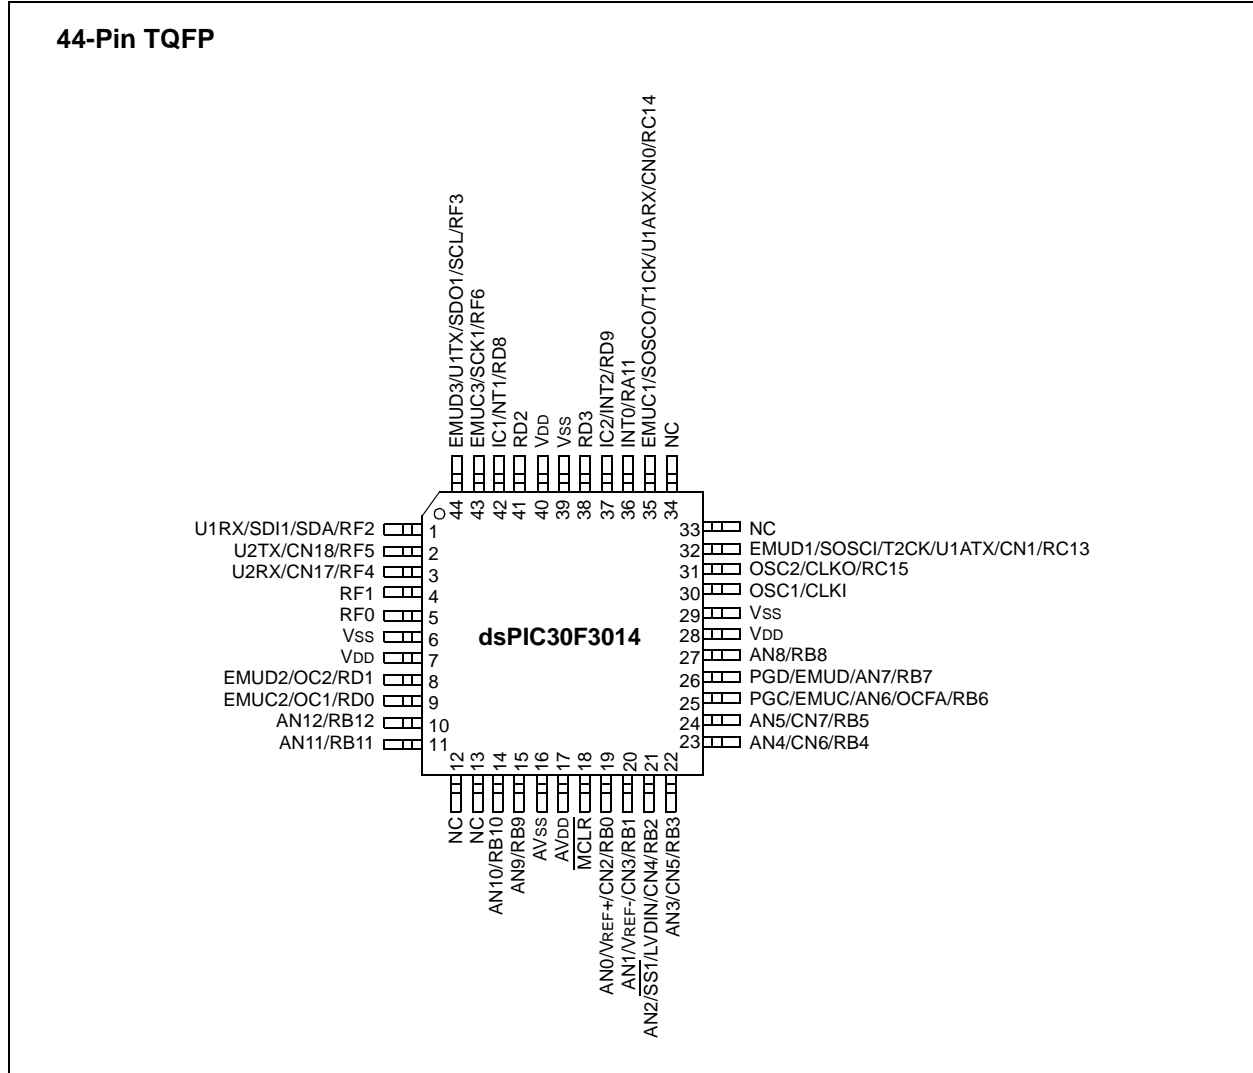 44-Pin TQFP
EMUD3/U1TX/SDO1/SCL/RF3
EMUC3/SCK1/RF6
IC1/NT1/RD8
RD2
VDD
VSS
RD3
IC2/INT2/RD9
INT0/RA11
EMUC1/SOSCO/T1CK/U1ARX/CN0/RC14
NC
44
43
42
41
40
39
38
37
36
35
34
U1RX/SDI1/SDA/RF2 1
U2TX/CN18/RF5 2
U2RX/CN17/RF4 3
RF1 4
RF0 5
VSS 6
VDD 7
EMUD2/OC2/RD1 8
EMUC2/OC1/RD0 9
AN12/RB12 10
AN11/RB11 11
dsPIC30F3014
33 NC
32 EMUD1/SOSCI/T2CK/U1ATX/CN1/RC13
31 OSC2/CLKO/RC15
30 OSC1/CLKI
29 VSS
28 VDD
27 AN8/RB8
26 PGD/EMUD/AN7/RB7
25 PGC/EMUC/AN6/OCFA/RB6
24 AN5/CN7/RB5
23 AN4/CN6/RB4
12
13
14
15
16
17
18
19
20
21
22
NC
NC
AN10/RB10
AN9/RB9
AVSS
AVDD
MCLR
AN0/VREF+/CN2/RB0
AN1/VREF-/CN3/RB1
AN2/SS1/LVDIN/CN4/RB2
AN3/CN5/RB3